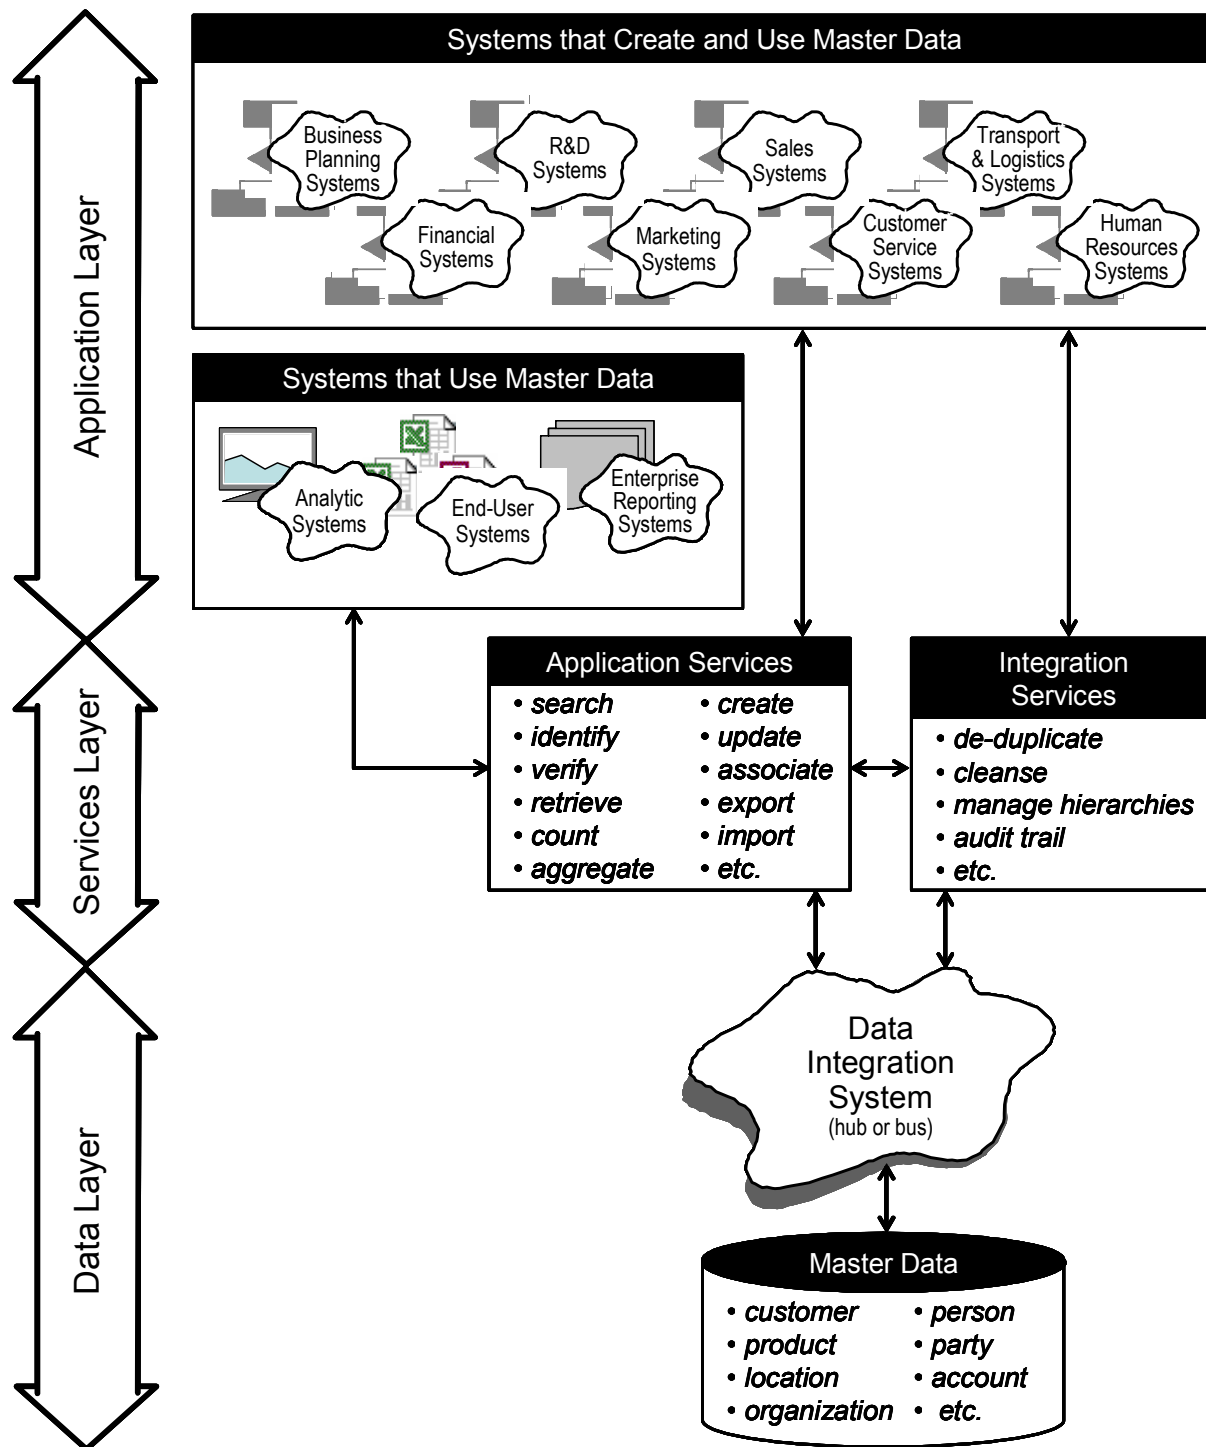 Systems that Create and Use Master Data
Business
Planning
Systems
R&D
Systems
Sales
Systems
Transport
& Logistics
Systems
Financial
Systems
Marketing
Systems
Customer
Service
Systems
Human
Resources
Systems
Application Layer
Systems that Use Master Data
Analytic
Systems
End-User
Systems
Enterprise
Reporting
Systems
Services Layer
Application Services
• search
• identify
• verify
• retrieve
• count
• aggregate
• create
• update
• associate
• export
• import
• etc.
Integration
Services
• de-duplicate
• cleanse
• manage hierarchies
• audit trail
• etc.
Data Layer
Data
Integration
System
(hub or bus)
Master Data
• customer
• product
• location
• organization
• person
• party
• account
• etc.